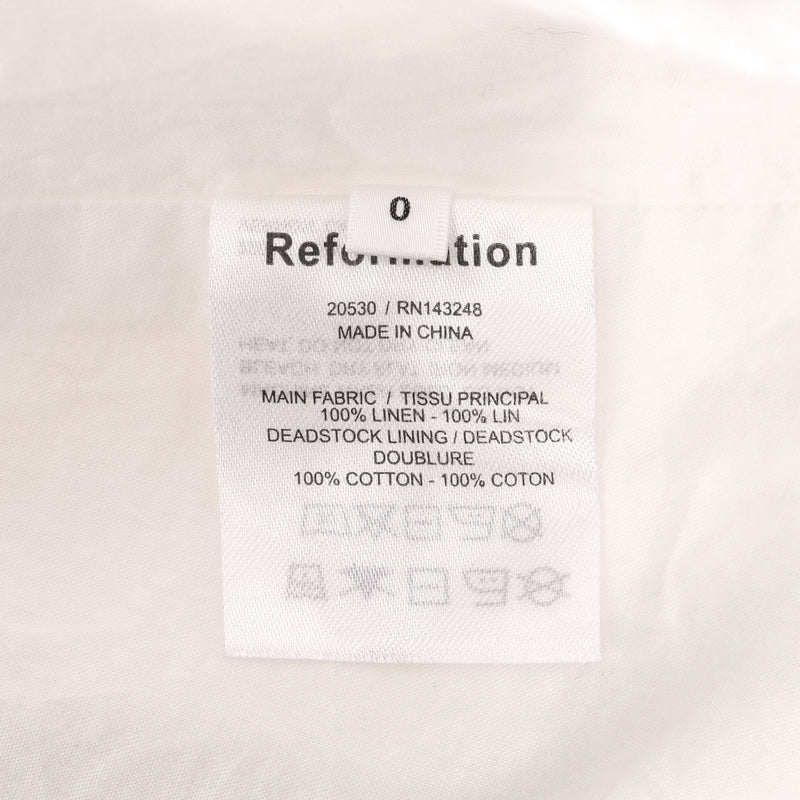 0
Reformation
20530 / RN143248
MADE IN CHINA
MAIN FABRIC / TISSU PRINCIPAL
100% LINEN - 100% LIN
DEADSTOCK LINING / DEADSTOCK
DOUBLURE
100% COTTON - 100% COTON